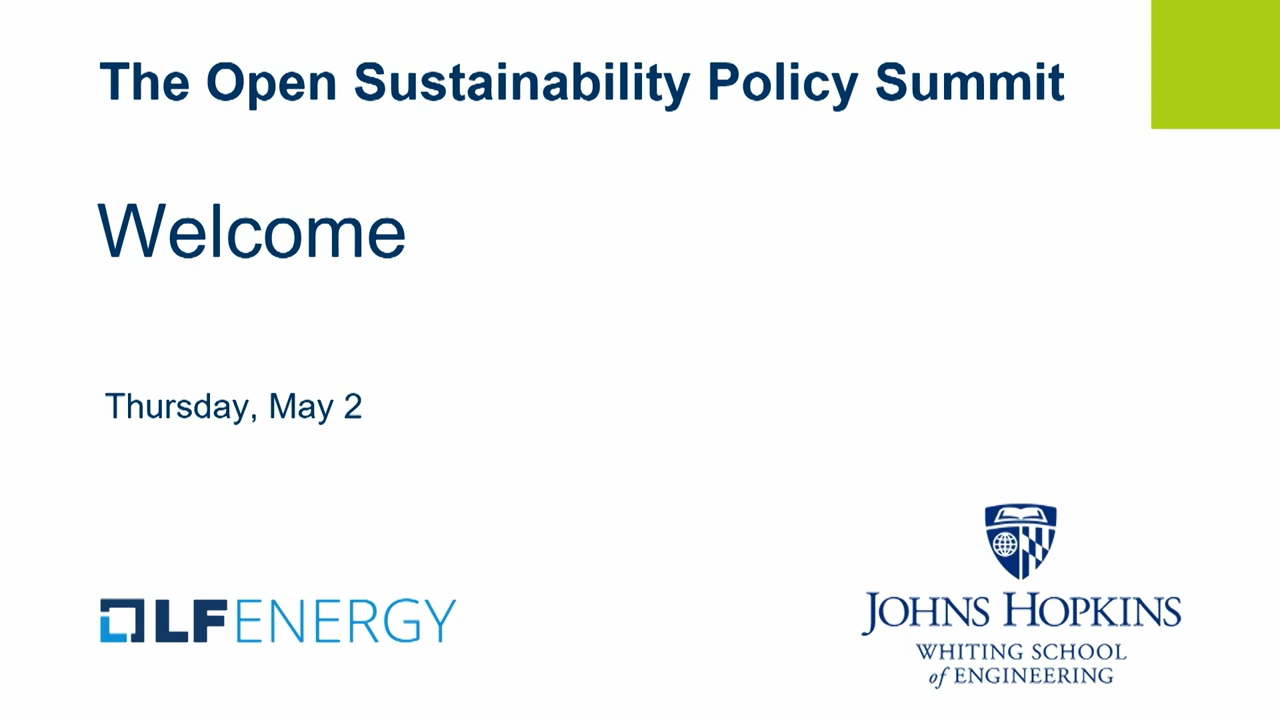 The Open Sustainability Policy Summit
Welcome
Thursday, May 2
LFENERGY
JOHNS HOPKINS
WHITING SCHOOL
of ENGINEERING